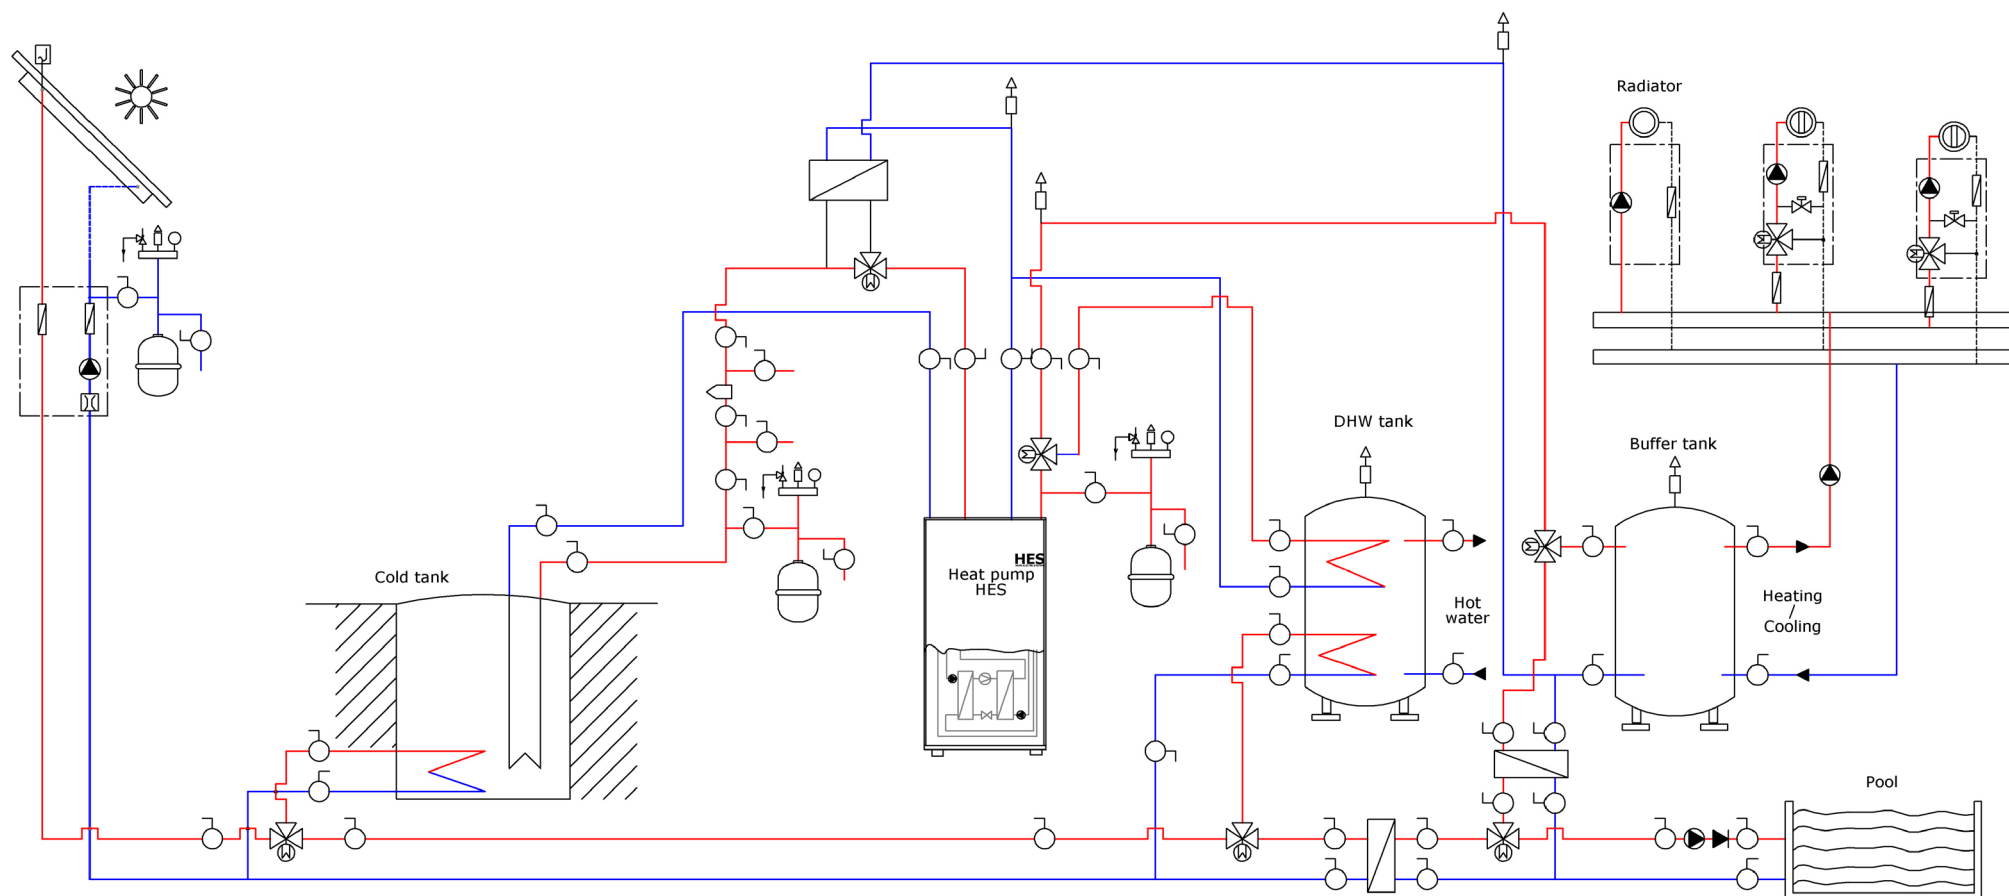 Radiator
DHW tank
Buffer tank
HES
Heat pump
HES
Cold tank
Hot
water
Heating
/
Cooling
Pool